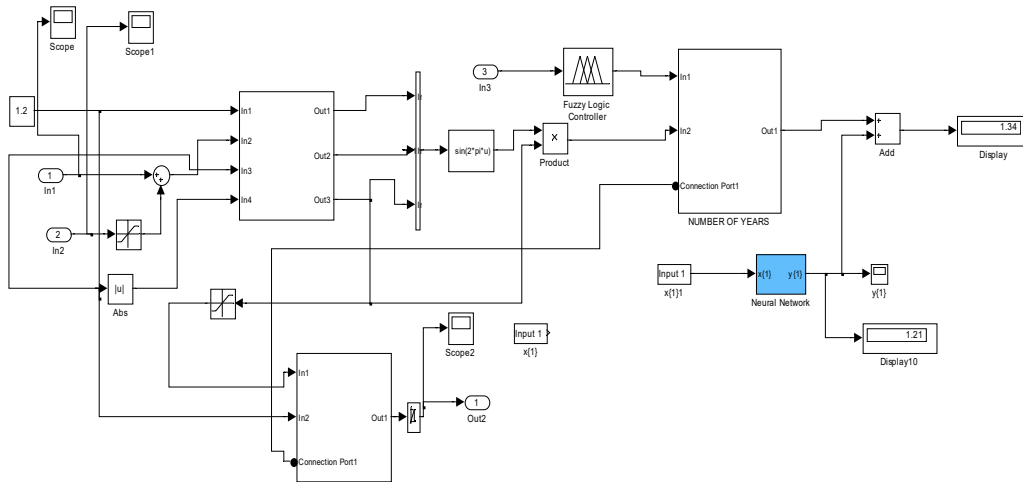 Scope
Scope1
1.2
In1
In2
In3
In4
Out1
Out2
Out3
1
In1
2
In2
|u|
Abs
sin(2*pi*u)
3
In3
Fuzzy Logic
Controller
x
Product
In1
In2
Out1
Connection Port1
NUMBER OF YEARS
+
+
Add
1.34
Display
Input 1
x{1}1
x{1}
y{1}
Neural Network
y{1}
1.21
Display10
Input 1
x{1}
Scope2
In1
In2
Out1
Connection Port1
1
Out2